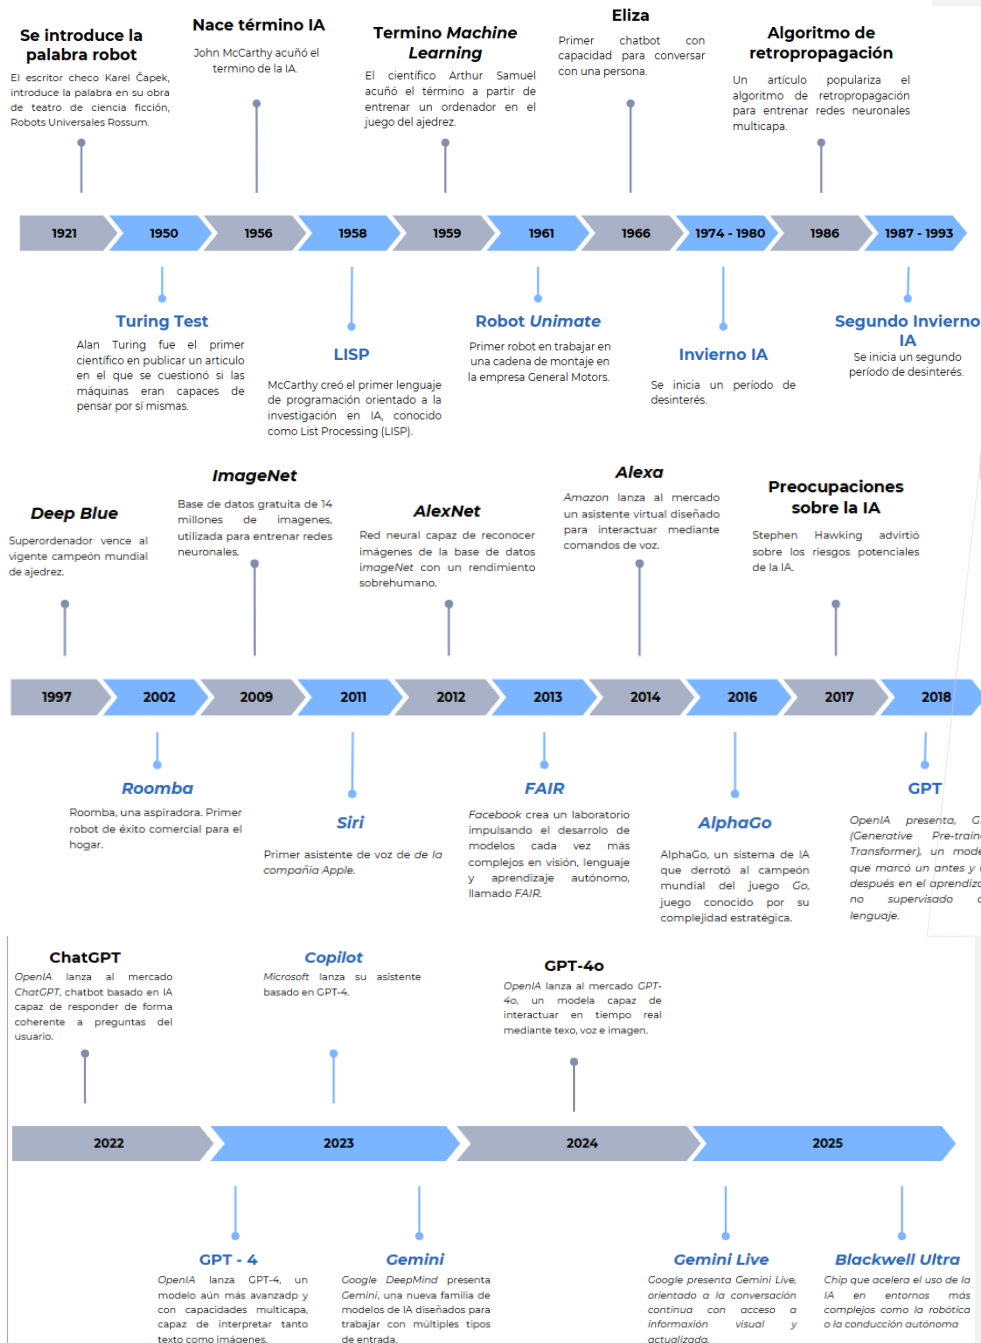 Se introduce la
palabra robot
El escritor checo Karel Čapek,
introduce la palabra en su obra
de teatro de ciencia ficción,
Robots Universales Rossum.
Nace término IA
John McCarthy acuñó el
termino de la IA.
Termino Machine
Learning
El científico Arthur Samuel
acuñó el término a partir de
entrenar un ordenador en el
juego del ajedrez.
Eliza
Primer chatbot con
capacidad para conversar
con una persona.
Algoritmo de
retropropagación
Un artículo populariza el
algoritmo de retropropagación
para entrenar redes neuronales
multicapa.
1921
1950
1956
1958
1959
1961
1966
1974 - 1980
1986
1987 - 1993
Turing Test
Alan Turing fue el primer
científico en publicar un articulo
en el que se cuestionó si las
máquinas eran capaces de
pensar por sí mismas.
LISP
McCarthy creó el primer lenguaje
de programación orientado a la
investigación en IA, conocido
como List Processing (LISP).
Robot Unimate
Primer robot en trabajar en
una cadena de montaje en
la empresa General Motors.
Invierno IA
Se inicia un período de
desinterés.
Segundo Invierno
IA
Se inicia un segundo
período de desinterés.
Deep Blue
Superordenador vence al
vigente campeón mundial
de ajedrez.
ImageNet
Base de datos gratuita de 14
millones de imagenes,
utilizada para entrenar redes
neuronales.
AlexNet
Red neural capaz de reconocer
imágenes de la base de datos
imageNet con un rendimiento
sobrehumano.
Alexa
Amazon lanza al mercado
un asistente virtual diseñado
para interactuar mediante
comandos de voz.
Preocupaciones
sobre la IA
Stephen Hawking advirtió
sobre los riesgos potenciales
de la IA.
1997
2002
2009
2011
2012
2013
2014
2016
2017
2018
Roomba
Roomba, una aspiradora. Primer
robot de éxito comercial para el
hogar.
Siri
Primer asistente de voz de de la
compañia Apple.
FAIR
Facebook crea un laboratorio
impulsando el desarrolo de
modelos cada vez más
complejos en visión, lenguaje
y aprendizaje autónomo,
llamado FAIR.
AlphaGo
AlphaGo, un sistema de IA
que derrotó al campeón
mundial del juego Go,
juego conocido por su
complejidad estratégica.
GPT
OpenIA presenta,
(Generative Pre-train
Transformer), un mod
que marcó un antes y
después en el aprendiz
no supervisado
lenguaje.
ChatGPT
OpenIA lanza al mercado
ChatGPT, chatbot basado en IA
capaz de responder de forma
coherente a preguntas del
usuario.
Copilot
Microsoft lanza su asistente
basado en GPT-4.
GPT-4o
OpenIA lanza al mercado GPT-
4o, un modela capaz de
interactuar en tiempo real
mediante texo, voz e imagen.
2022
2023
2024
2025
GPT - 4
OpenIA lanza GPT-4, un
modelo aún más avanzadp y
con capacidades multicapa,
capaz de interpretar tanto
texto como imágenes.
Gemini
Google DeepMind presenta
Gemini, una nueva familia de
modelos de IA diseñados para
trabajar con múltiples tipos
de entrada.
Gemini Live
Google presenta Gemini Live,
orientado a la conversación
continua con acceso a
informaxión visual y
actualizada.
Blackwell Ultra
Chip que acelera el uso de la
IA en entornos más
complejos como la robótica
o la conducción autónoma